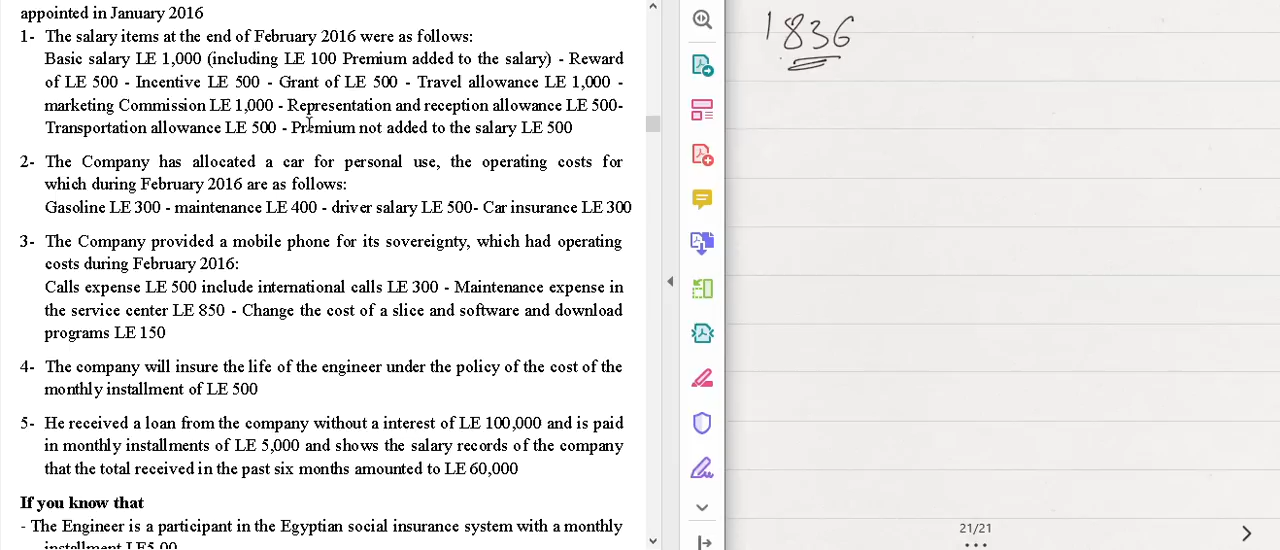 appointed in January 2016
1- The salary items at the end of February 2016 were as follows:
Basic salary LE 1,000 (including LE 100 Premium added to the salary) - Reward
of LE 500 - Incentive LE 500 - Grant of LE 500 - Travel allowance LE 1,000 -
marketing Commission LE 1,000 - Representation and reception allowance LE 500-
Transportation allowance LE 500 - Premium not added to the salary LE 500
2- The Company has allocated a car for personal use, the operating costs for
which during February 2016 are as follows:
Gasoline LE 300 - maintenance LE 400 - driver salary LE 500- Car insurance LE 300
3- The Company provided a mobile phone for its sovereignty, which had operating
costs during February 2016:
Calls expense LE 500 include international calls LE 300 - Maintenance expense in
the service center LE 850 - Change the cost of a slice and software and download
programs LE 150
4- The company will insure the life of the engineer under the policy of the cost of the
monthly installment of LE 500
5- He received a loan from the company without a interest of LE 100,000 and is paid
in monthly installments of LE 5,000 and shows the salary records of the company
that the total received in the past six months amounted to LE 60,000
If you know that
- The Engineer is a participant in the Egyptian social insurance system with a monthly
installment LE5,00
1836
21/21